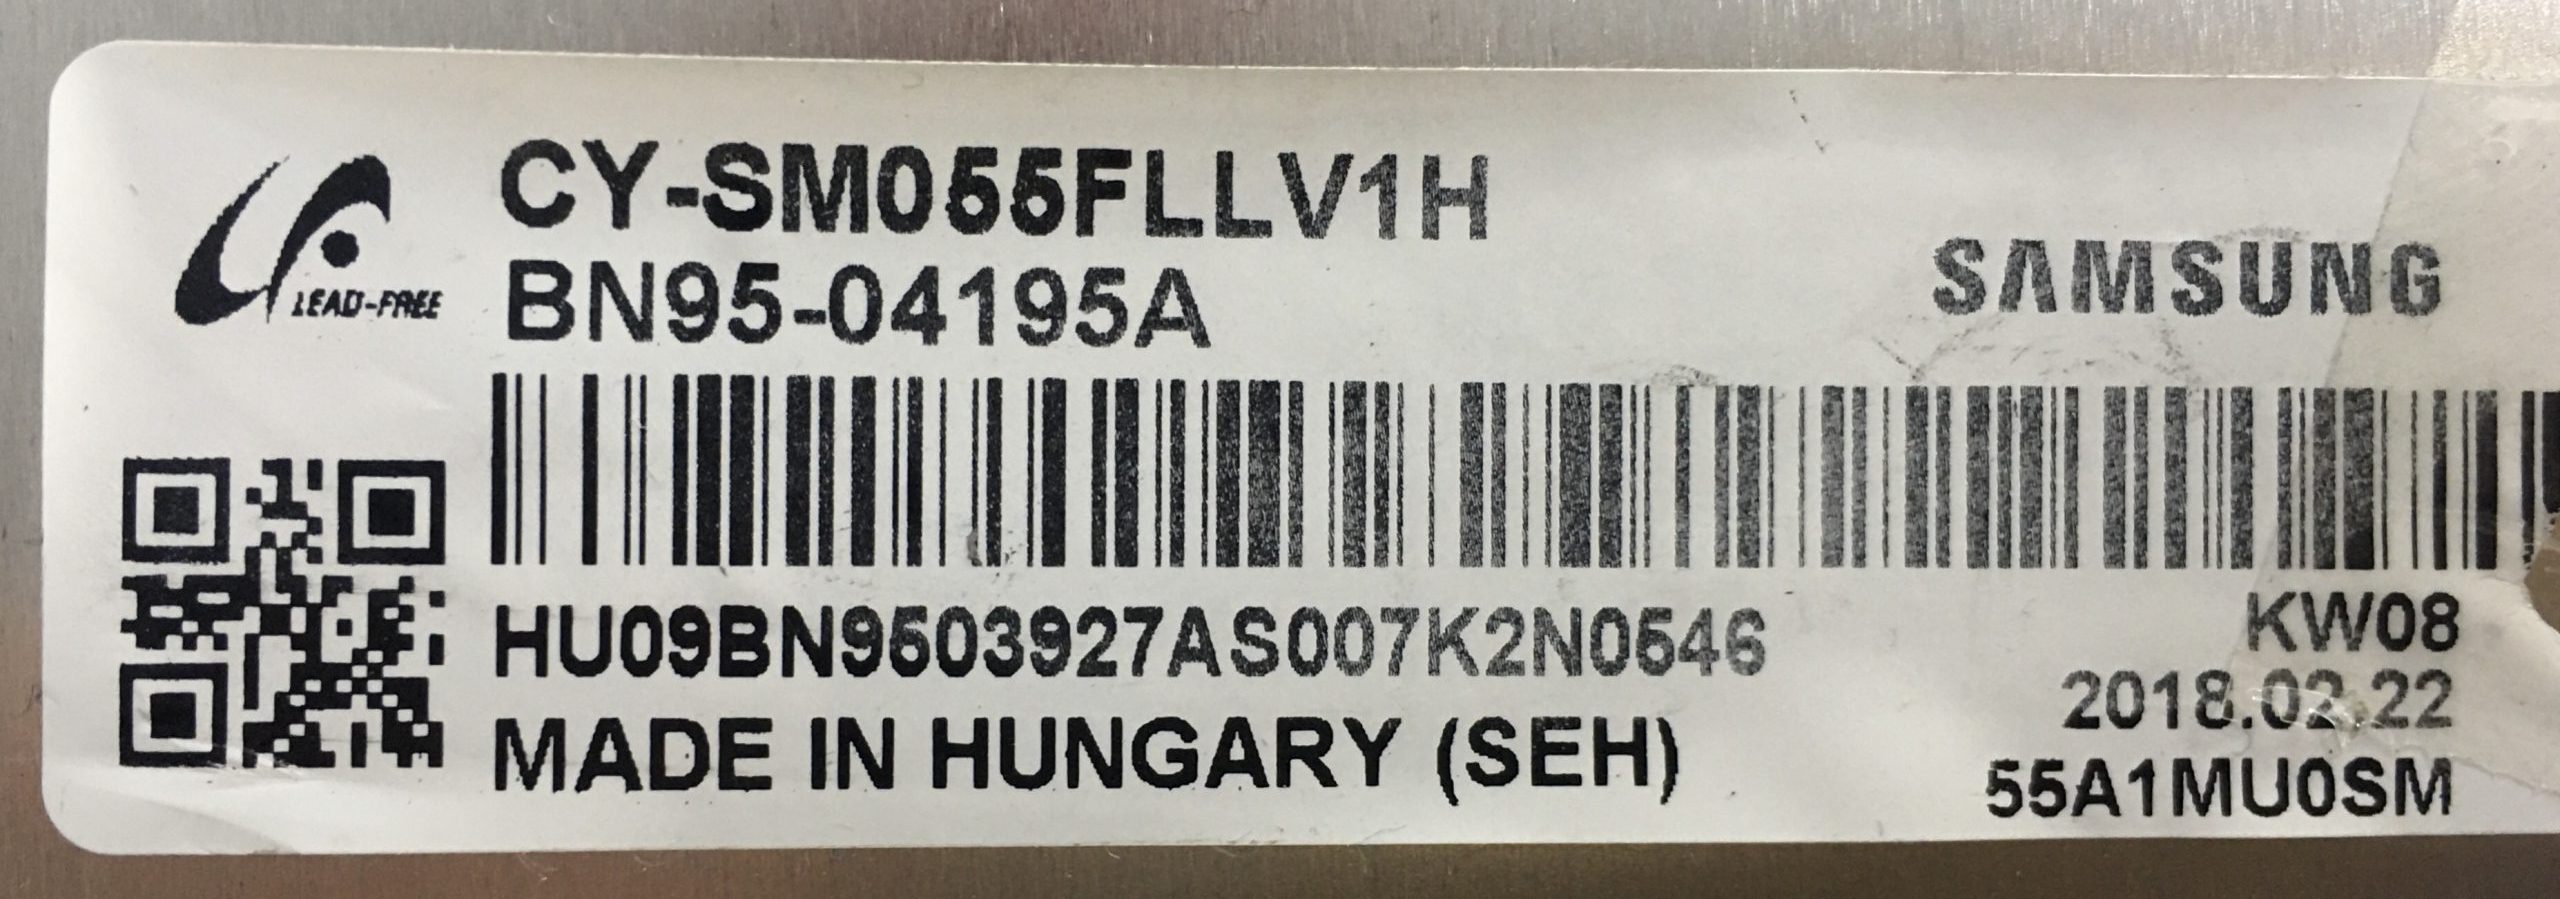 CY-SM055FLLV1H
BN95-04195A
SAMSUNG
LEAD-FREE
HU09BN9503927AS007K2N0546
KW08
2018.02.22
MADE IN HUNGARY (SEH)
55A1MU0SM